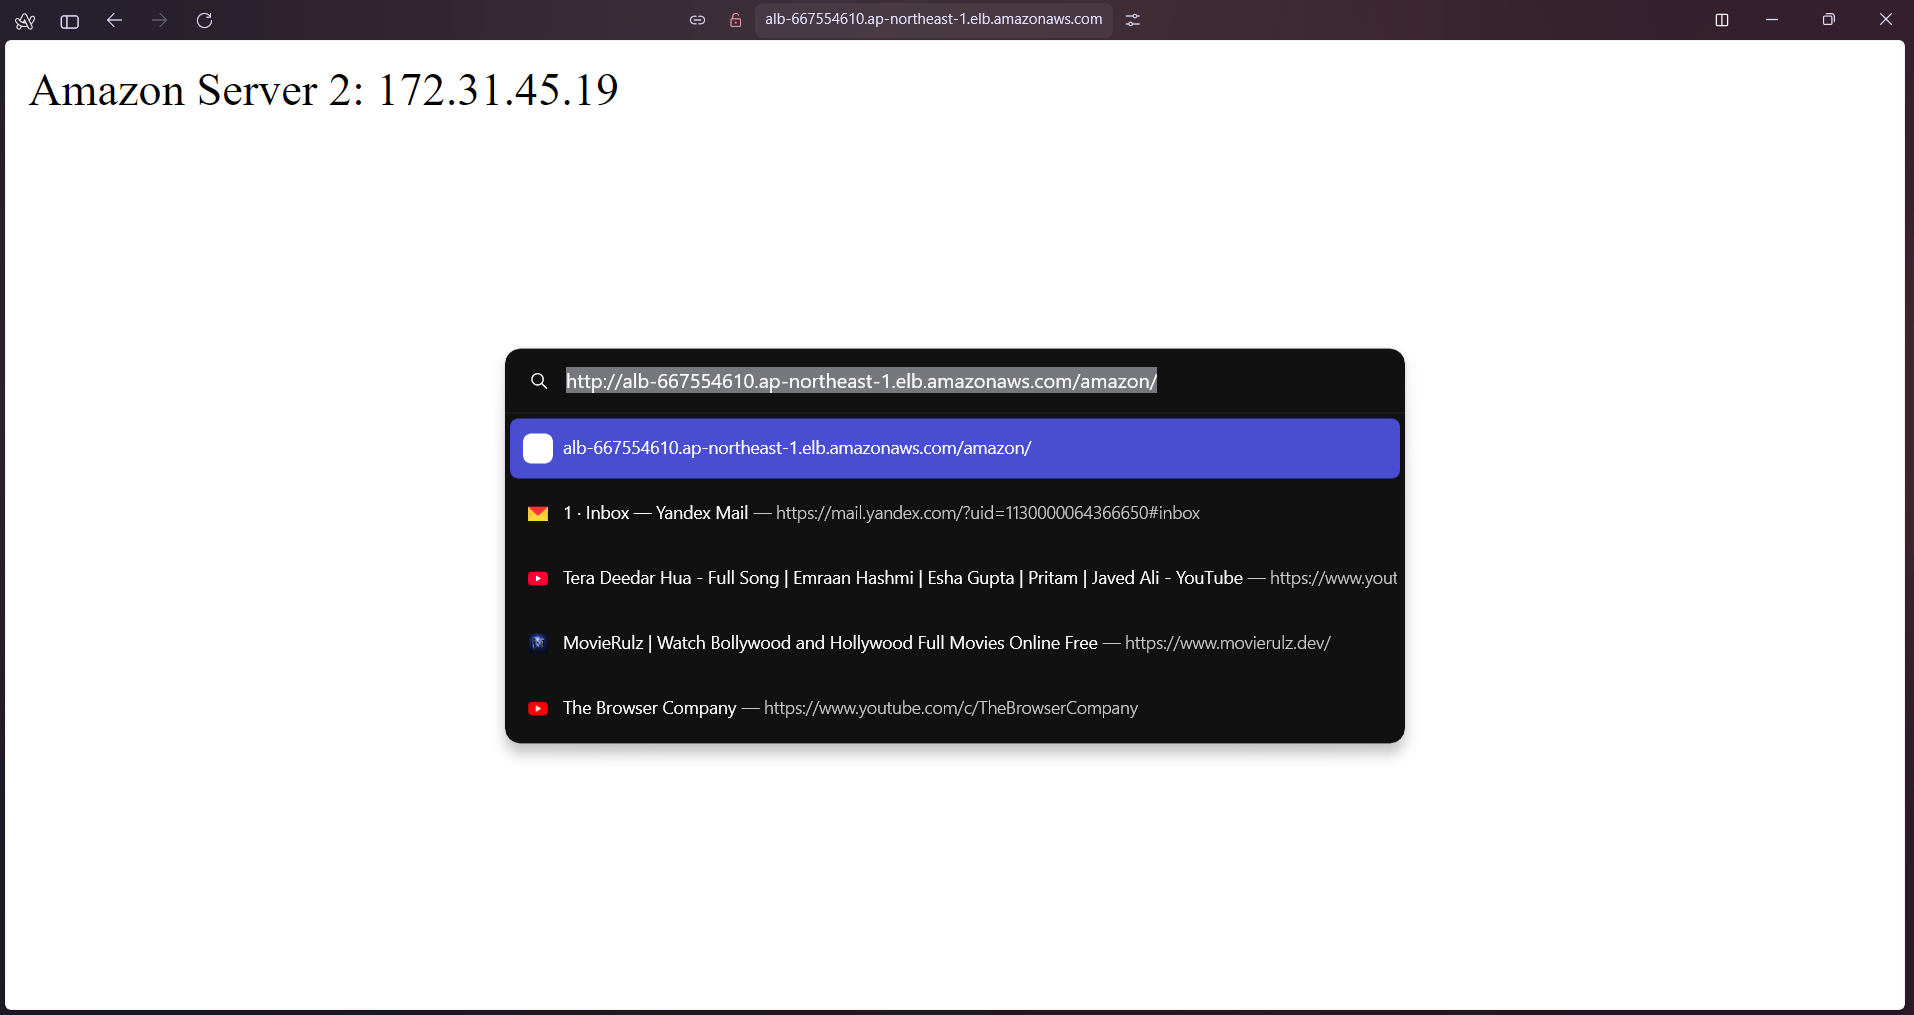 alb-667554610.ap-northeast-1.elb.amazonaws.com
Amazon Server 2: 172.31.45.19
http://alb-667554610.ap-northeast-1.elb.amazonaws.com/amazon/
alb-667554610.ap-northeast-1.elb.amazonaws.com/amazon/
1 · Inbox — Yandex Mail — https://mail.yandex.com/?uid=1130000064366650#inbox
Tera Deedar Hua - Full Song | Emraan Hashmi | Esha Gupta | Pritam | Javed Ali - YouTube — https://www.yout
MovieRulz | Watch Bollywood and Hollywood Full Movies Online Free — https://www.movierulz.dev/
The Browser Company — https://www.youtube.com/c/TheBrowserCompany